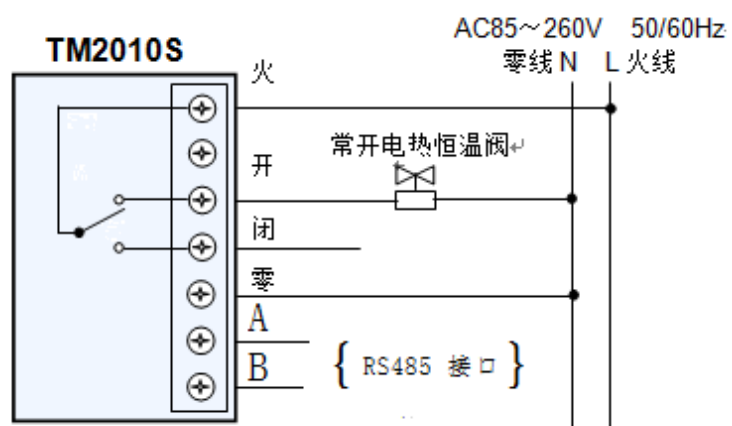 AC85～260V 50/60Hz
TM2010S
零线 N L 火线
火
常开电热恒温阀↵
开
闭
零
A
B { RS485 接口 }